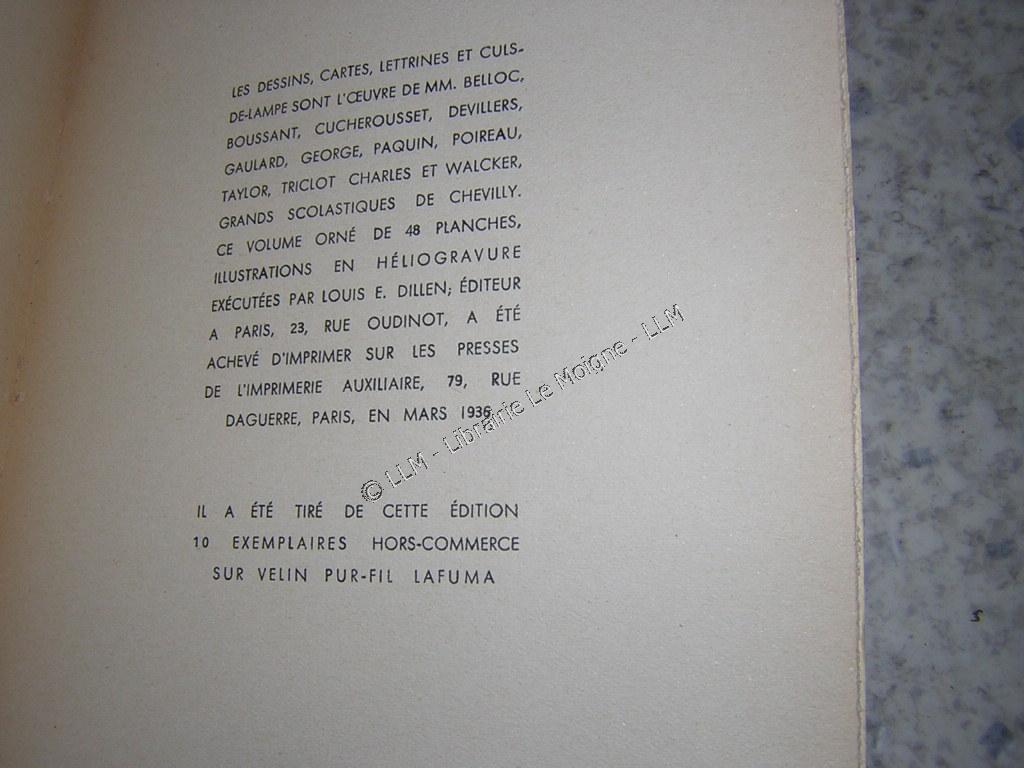 LES DESSINS, CARTES, LETTRINES ET CULS-
DE-LAMPE SONT L'ŒUVRE DE MM. BELLOC,
BOUSSANT, CUCHEROUSSET, DEVILLERS,
GAULARD, GEORGE, PAQUIN, POIREAU,
TAYLOR, TRICLOT CHARLES ET WALCKER,
GRANDS SCOLASTIQUES DE CHEVILLY.
CE VOLUME ORNÉ DE 48 PLANCHES,
ILLUSTRATIONS EN HÉLIOGRAVURE
EXÉCUTÉES PAR LOUIS E. DILLEN; ÉDITEUR
A PARIS, 23, RUE OUDINOT, A ÉTÉ
ACHEVÉ D'IMPRIMER SUR LES PRESSES
DE L'IMPRIMERIE AUXILIAIRE, 79, RUE
DAGUERRE, PARIS, EN MARS 1936.
IL A ÉTÉ TIRÉ DE CETTE ÉDITION
10 EXEMPLAIRES HORS-COMMERCE
SUR VELIN PUR-FIL LAFUMA
© LLM - Librairie Le Moigne - LLM